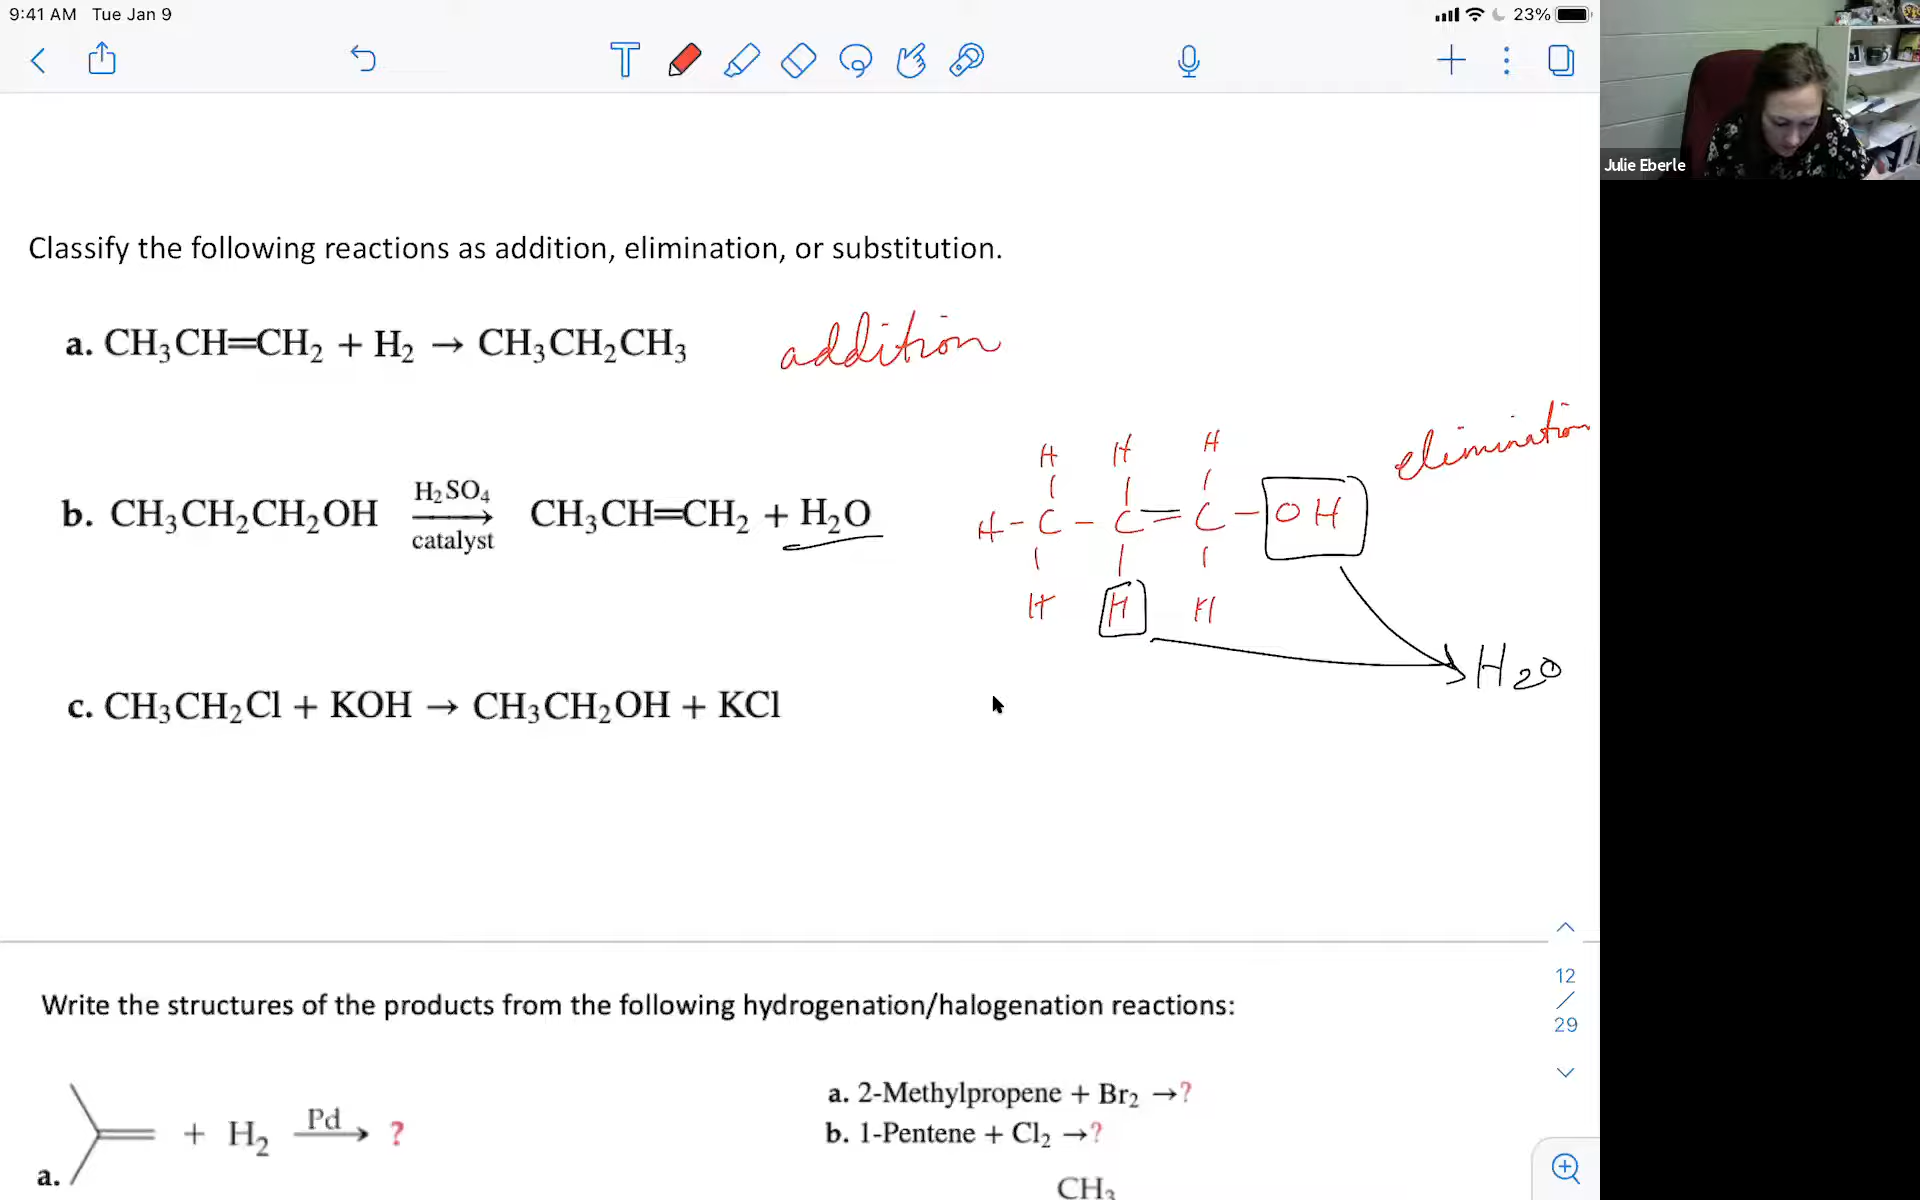 9:41 AM Tue Jan 9
23%
Julie Eberle
Classify the following reactions as addition, elimination, or substitution.
a. CH₃CH=CH₂ + H₂ → CH₃CH₂CH₃ addition
elimination
H H H
H-C-C=C-OH
H H H
b. CH₃CH₂CH₂OH H₂SO₄ → catalyst CH₃CH=CH₂ + H₂O
H₂O
c. CH₃CH₂Cl + KOH → CH₃CH₂OH + KCl
12
/
29
Write the structures of the products from the following hydrogenation/halogenation reactions:
a. + H₂ Pd → ?
a. 2-Methylpropene + Br₂ →?
b. 1-Pentene + Cl₂ →?
CH₃